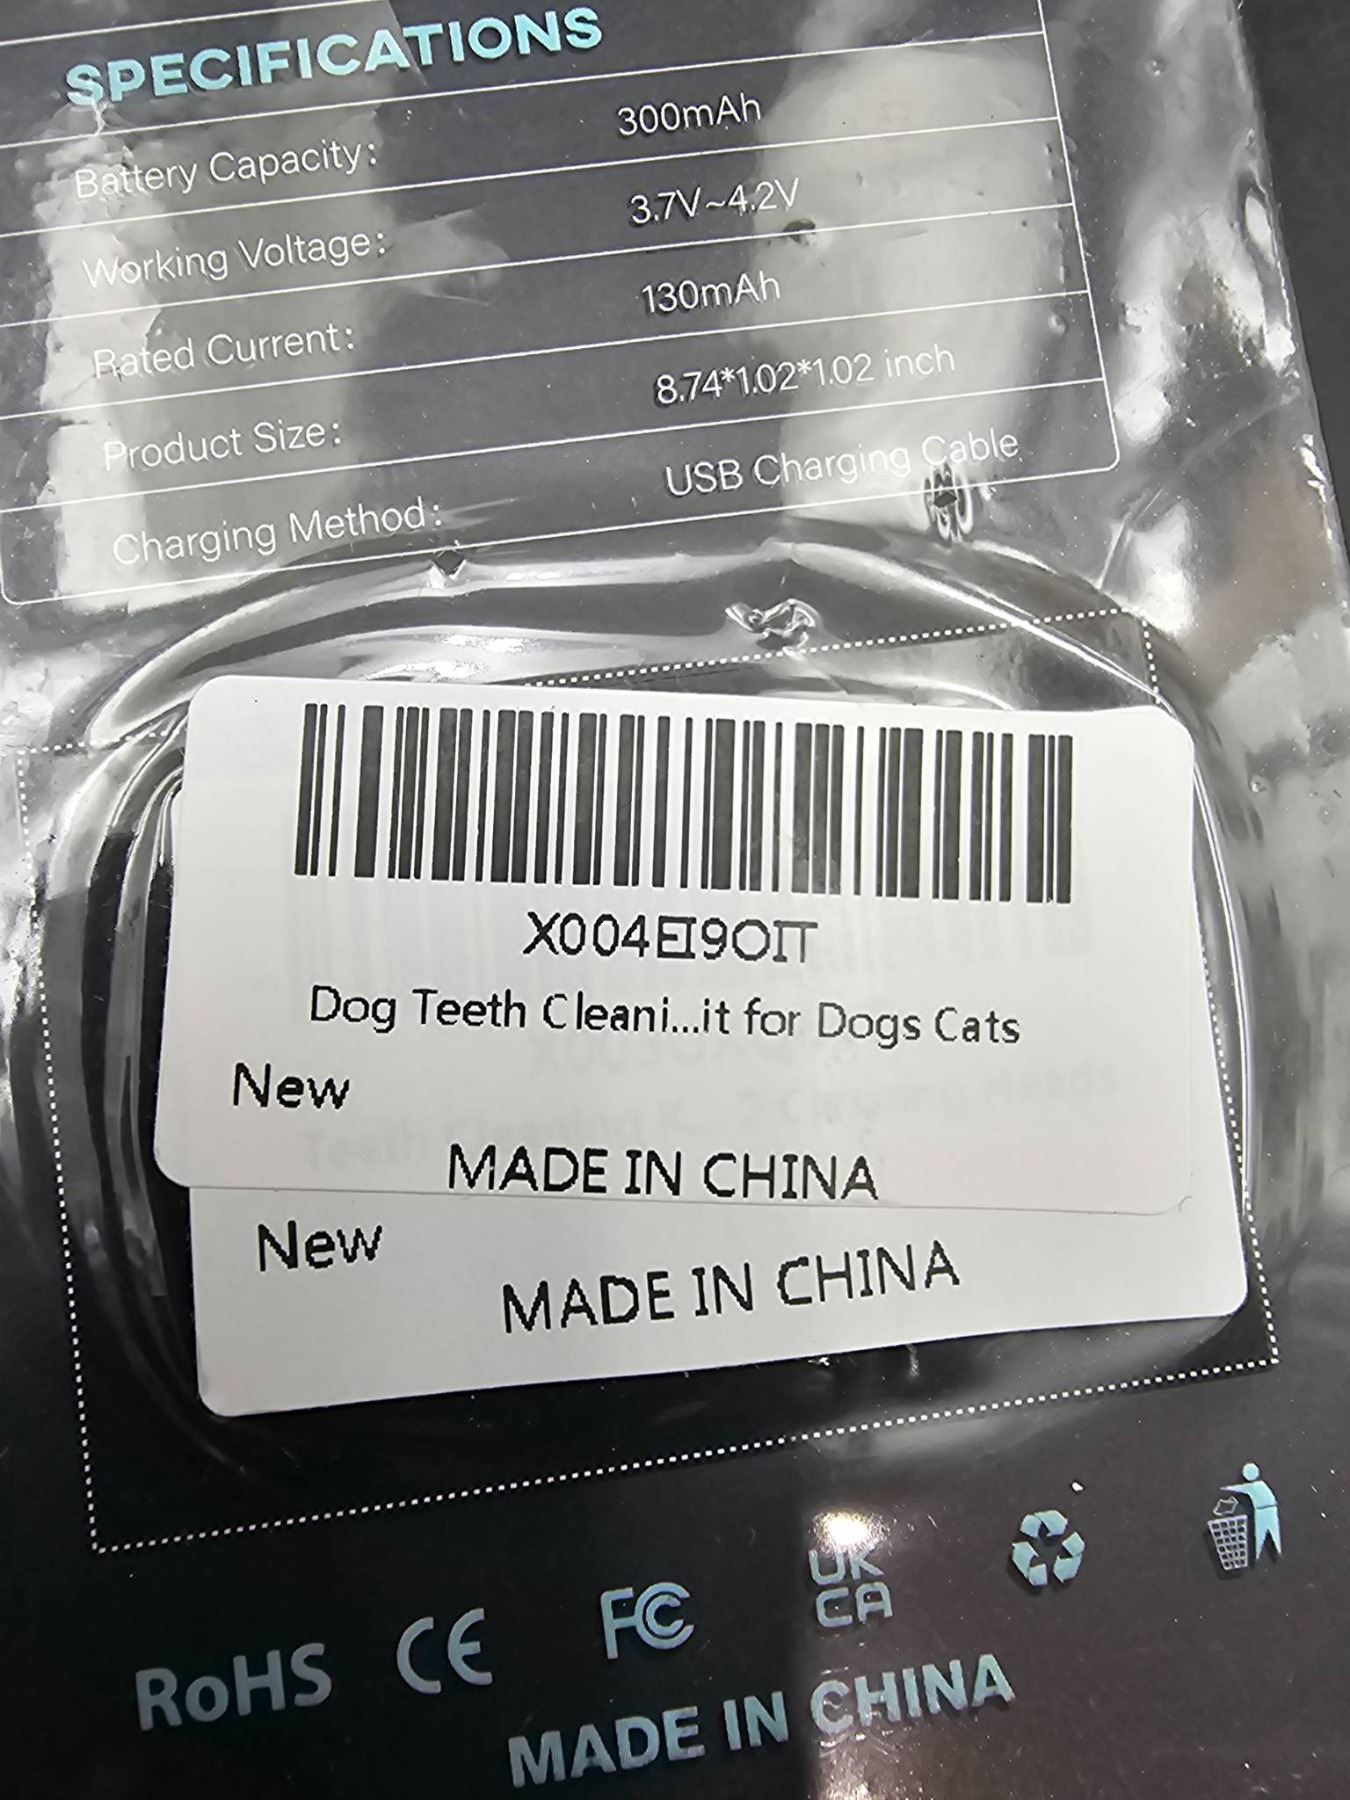 SPECIFICATIONS
Battery Capacity: 300mAh
Working Voltage: 3.7V~4.2V
Rated Current: 130mAh
Product Size: 8.74*1.02*1.02 inch
Charging Method: USB Charging Cable
X004EI9OIT
Dog Teeth Cleani...it for Dogs Cats
New
MADE IN CHINA
New
MADE IN CHINA
RoHS CE FC UK CA
MADE IN CHINA